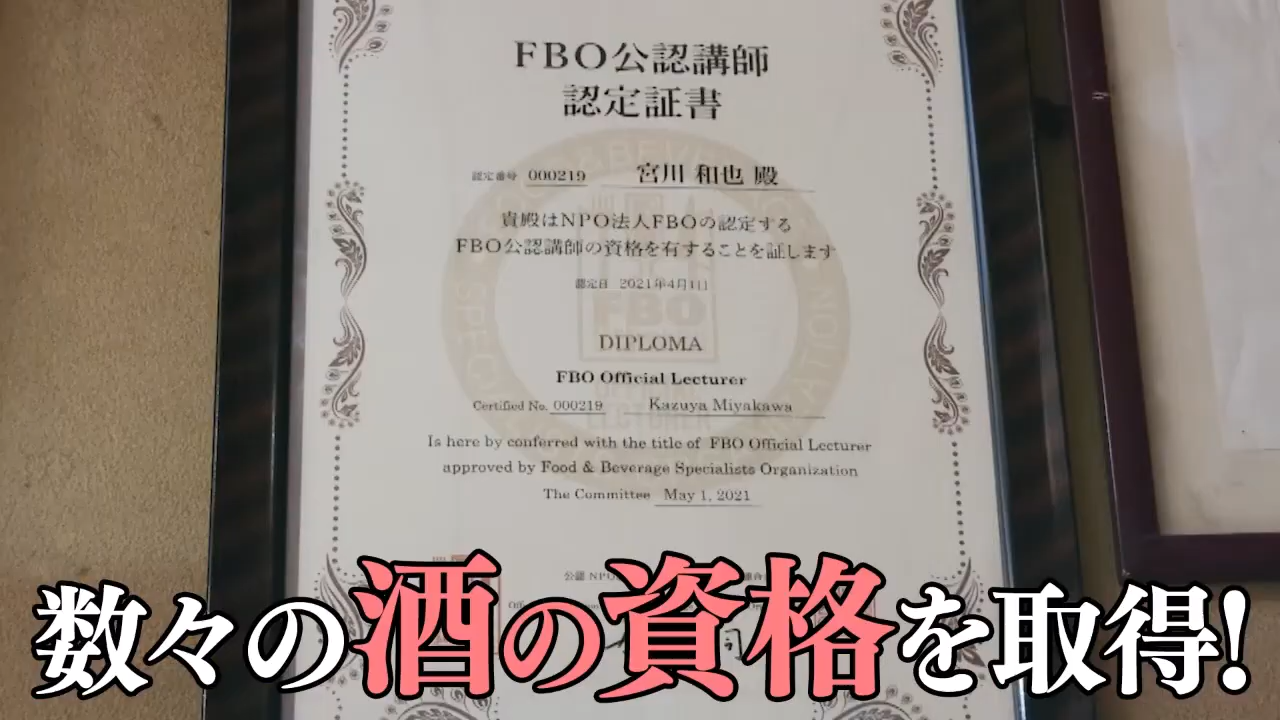 FBO公認講師
認定証書
認定番号 000219 宮川 和也 殿
貴殿はNPO法人FBOの認定する
FBO公認講師の資格を有することを証します
認定日 2021年4月1日
FBO
DIPLOMA
FBO Official Lecturer
Certified No. 000219 Kazuya Miyakawa
LECTURER
Is here by conferred with the title of FBO Official Lecturer
approved by Food & Beverage Specialists Organization
The Committee May 1, 2021
公認 NPO
数々の酒の資格を取得!